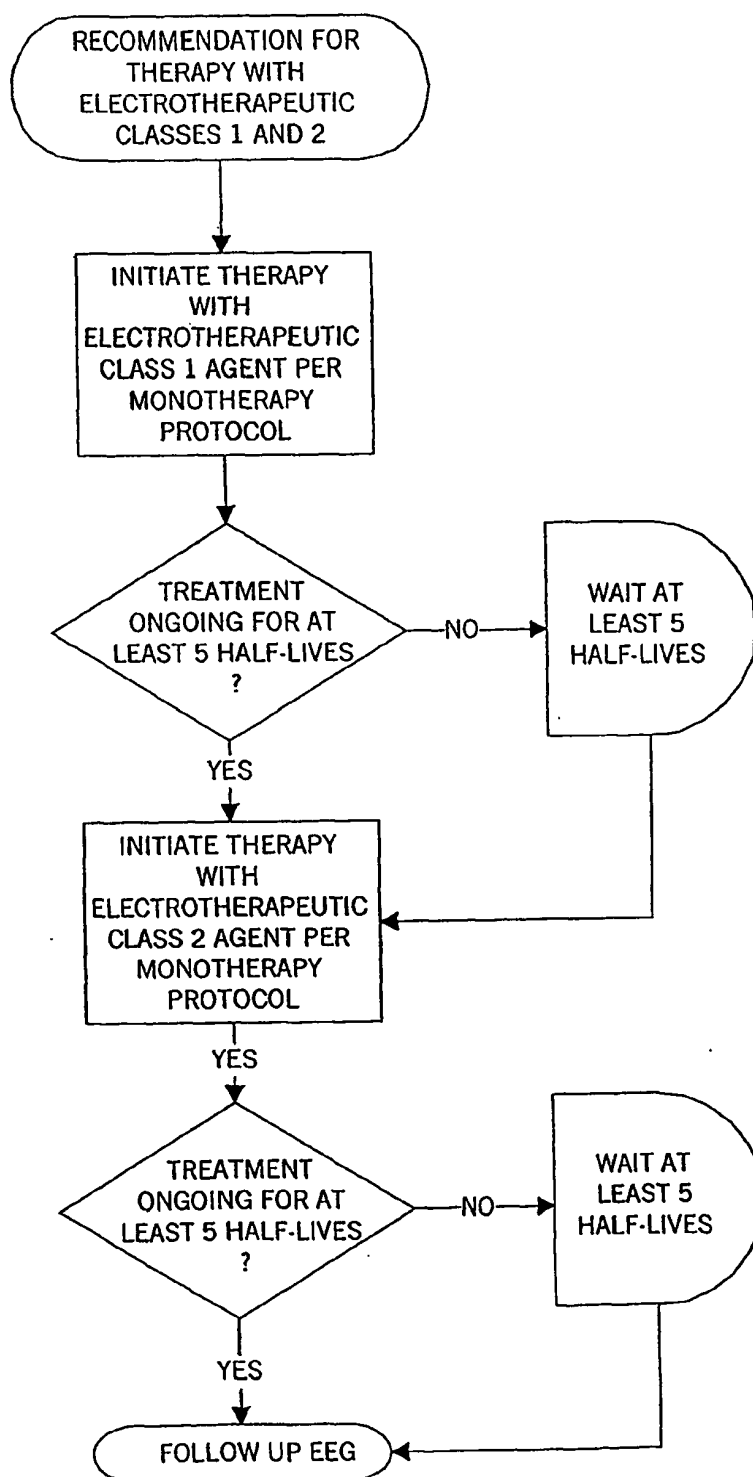 RECOMMENDATION FOR
THERAPY WITH
ELECTROTHERAPEUTIC
CLASSES 1 AND 2
INITIATE THERAPY
WITH
ELECTROTHERAPEUTIC
CLASS 1 AGENT PER
MONOTHERAPY
PROTOCOL
TREATMENT
ONGOING FOR AT
LEAST 5 HALF-LIVES
?
NO
WAIT AT
LEAST 5
HALF-LIVES
YES
INITIATE THERAPY
WITH
ELECTROTHERAPEUTIC
CLASS 2 AGENT PER
MONOTHERAPY
PROTOCOL
YES
TREATMENT
ONGOING FOR AT
LEAST 5 HALF-LIVES
?
NO
WAIT AT
LEAST 5
HALF-LIVES
YES
FOLLOW UP EEG